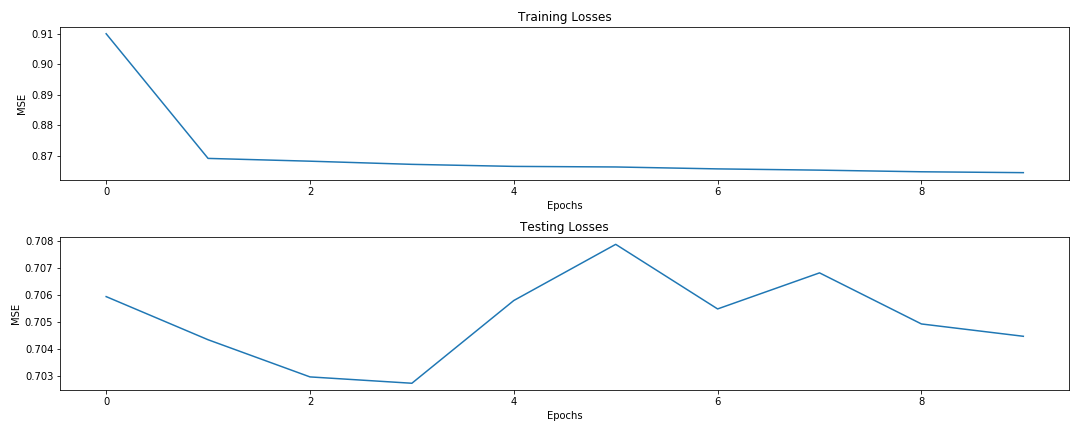 Training Losses
MSE
0.91
0.90
0.89
0.88
0.87
0 2 4 6 8
Epochs
Testing Losses
MSE
0.708
0.707
0.706
0.705
0.704
0.703
0 2 4 6 8
Epochs